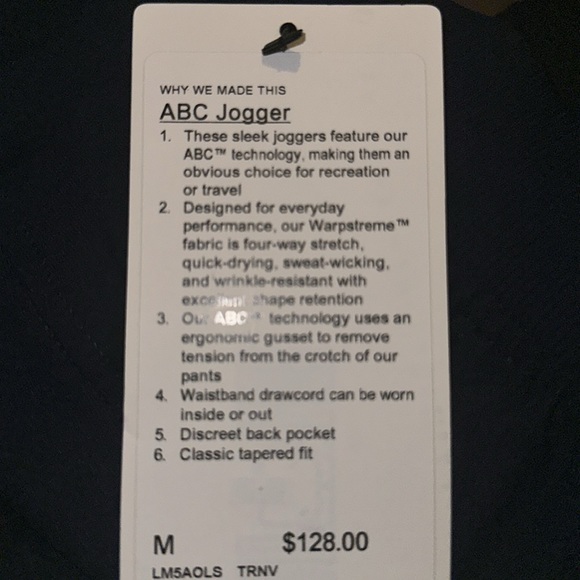 WHY WE MADE THIS
ABC Jogger
1. These sleek joggers feature our
ABC™ technology, making them an
obvious choice for recreation
or travel
2. Designed for everyday
performance, our Warpstreme™
fabric is four-way stretch,
quick-drying, sweat-wicking,
and wrinkle-resistant with
shape retention
3. Our ABC™ technology uses an
ergonomic gusset to remove
tension from the crotch of our
pants
4. Waistband drawcord can be worn
inside or out
5. Discreet back pocket
6. Classic tapered fit
M $128.00
LM5AOLS TRNV